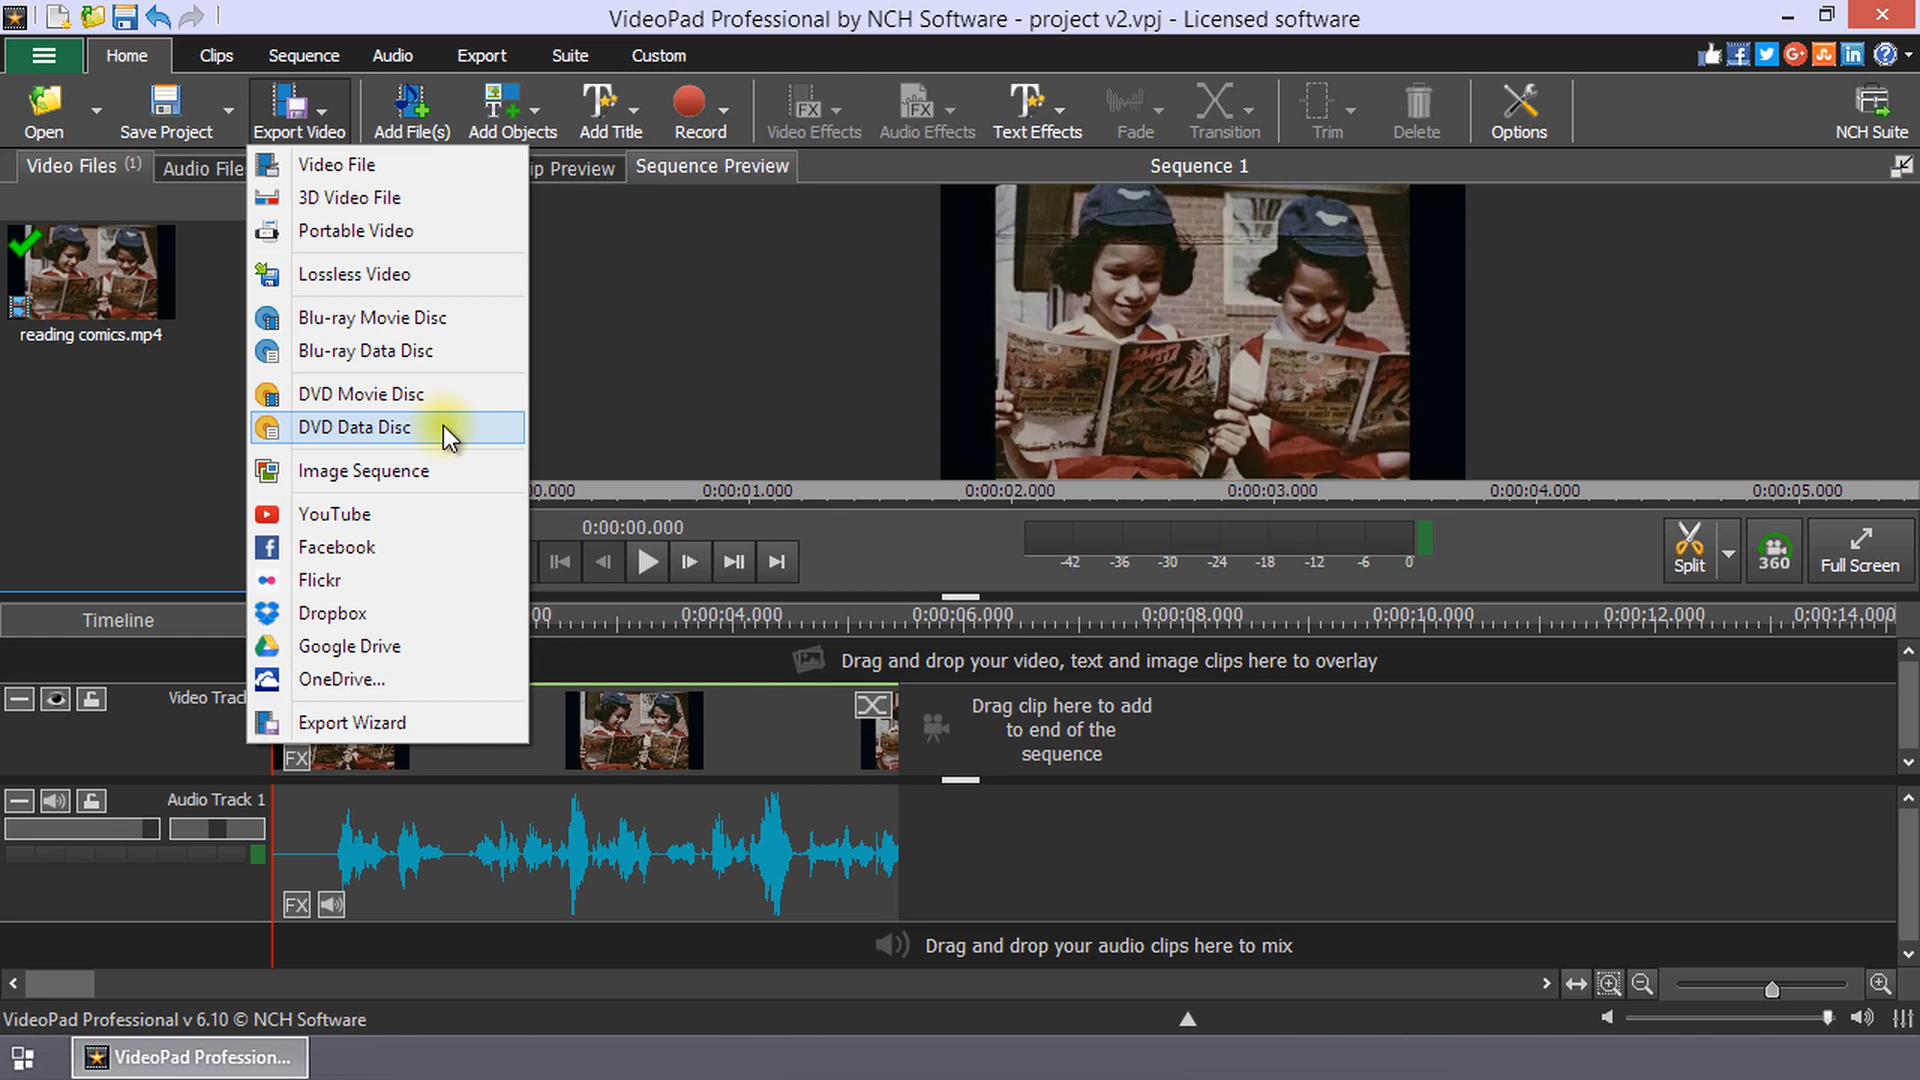 VideoPad Professional by NCH Software - project v2.vpj - Licensed software
Home Clips Sequence Audio Export Suite Custom
Open Save Project Export Video Add File(s) Add Objects Add Title Record Video Effects Audio Effects Text Effects Fade Transition Trim Delete Options NCH Suite
Video Files (1) Audio File ip Preview Sequence Preview Sequence 1
Video File
3D Video File
Portable Video
Lossless Video
Blu-ray Movie Disc
Blu-ray Data Disc
DVD Movie Disc
DVD Data Disc
Image Sequence
YouTube
Facebook
Flickr
Dropbox
Google Drive
OneDrive...
Export Wizard
reading comics.mp4
00.000 0:00:01.000 0:00:02.000 0:00:03.000 0:00:04.000 0:00:05.000
0:00:00.000
-42 -36 -30 -24 -18 -12 -6 0
Split 360 Full Screen
Timeline 00 0:00:04.000 0:00:06.000 0:00:08.000 0:00:10.000 0:00:12.000 0:00:14.000
Drag and drop your video, text and image clips here to overlay
Video Trac
Drag clip here to add
to end of the
sequence
FX
Audio Track 1
FX
Drag and drop your audio clips here to mix
VideoPad Professional v 6.10 © NCH Software
VideoPad Profession...